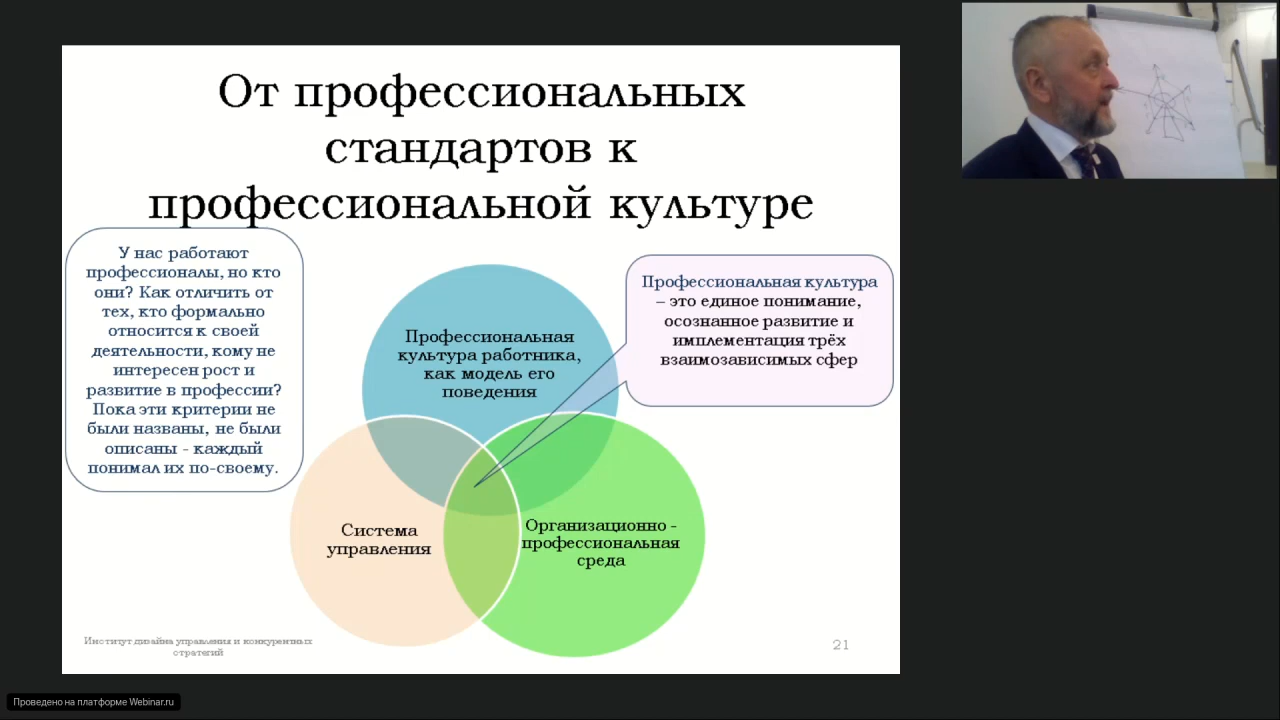 От профессиональных
стандартов к
профессиональной культуре
У нас работают
профессионалы, но кто
они? Как отличить от
тех, кто формально
относится к своей
деятельности, кому не
интересен рост и
развитие в профессии?
Пока эти критерии не
были названы, не были
описаны - каждый
понимал их по-своему.
Профессиональная
культура работника,
как модель его
поведения
Профессиональная культура
– это единое понимание,
осознанное развитие и
имплементация трёх
взаимозависимых сфер
Система
управления
Организационно -
профессиональная
среда
Институт дизайна управления и конкурентных
стратегий
21
Проведено на платформе Webinar.ru